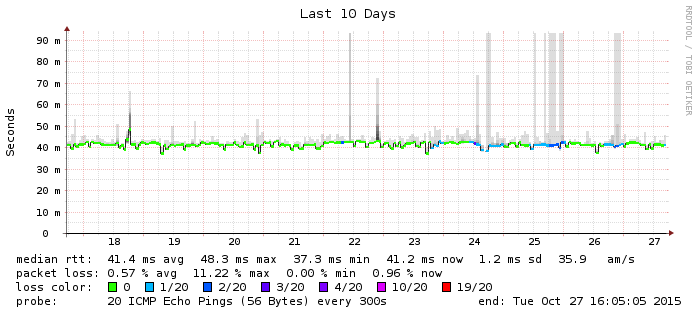 Last 10 Days
RRDTOOL / TOBI OETIKER
Seconds
90 m
80 m
70 m
60 m
50 m
40 m
30 m
20 m
10 m
0
18 19 20 21 22 23 24 25 26 27
median rtt: 41.4 ms avg 48.3 ms max 37.3 ms min 41.2 ms now 1.2 ms sd 35.9 am/s
packet loss: 0.57 % avg 11.22 % max 0.00 % min 0.96 % now
loss color: 0 1/20 2/20 3/20 4/20 10/20 19/20
probe: 20 ICMP Echo Pings (56 Bytes) every 300s end: Tue Oct 27 16:05:05 2015